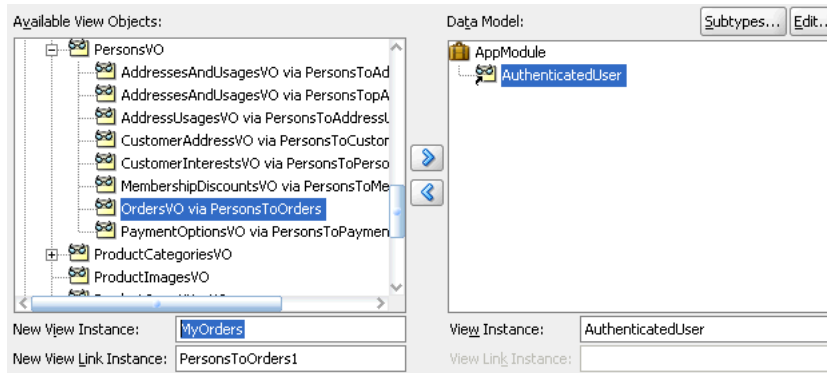 Available View Objects:
PersonsVO
AddressesAndUsagesVO via PersonsToAd
AddressesAndUsagesVO via PersonsTopA
AddressUsagesVO via PersonsToAddressU
CustomerAddressVO via PersonsToCustor
CustomerInterestsVO via PersonsToPerso
MembershipDiscountsVO via PersonsToMe
OrdersVO via PersonsToOrders
PaymentOptionsVO via PersonsToPaymen
ProductCategoriesVO
ProductImagesVO
New View Instance: MyOrders
New View Link Instance: PersonsToOrders1
Data Model: Subtypes... Edit...
AppModule
AuthenticatedUser
View Instance: AuthenticatedUser
View Link Instance: